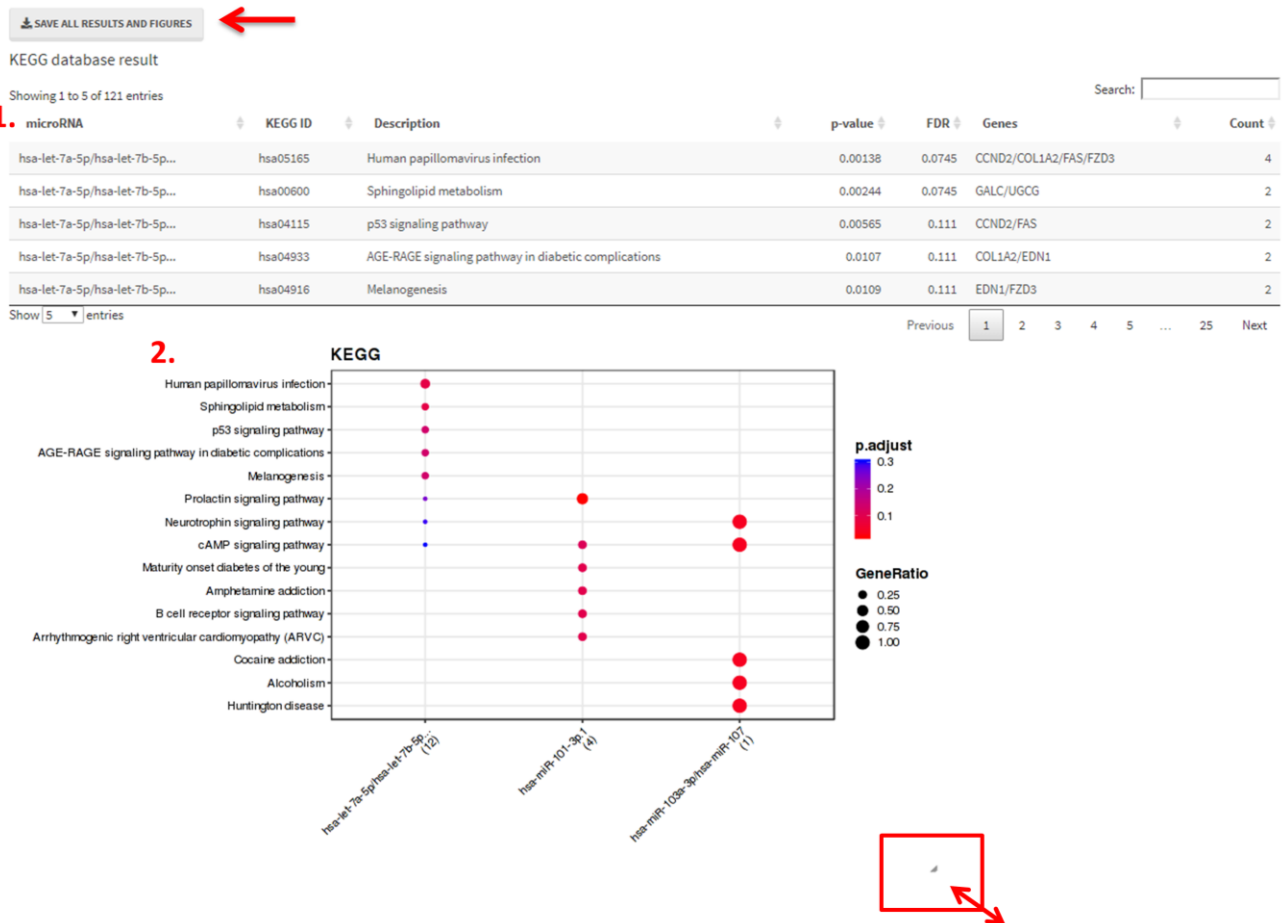 SAVE ALL RESULTS AND FIGURES
KEGG database result
Showing 1 to 5 of 121 entries
Search:
1. microRNA KEGG ID Description p-value FDR Genes Count
hsa-let-7a-5p/hsa-let-7b-5p... hsa05165 Human papillomavirus infection 0.00138 0.0745 CCND2/COL1A2/FAS/FZD3 4
hsa-let-7a-5p/hsa-let-7b-5p... hsa00600 Sphingolipid metabolism 0.00244 0.0745 GALC/UGCG 2
hsa-let-7a-5p/hsa-let-7b-5p... hsa04115 p53 signaling pathway 0.00565 0.111 CCND2/FAS 2
hsa-let-7a-5p/hsa-let-7b-5p... hsa04933 AGE-RAGE signaling pathway in diabetic complications 0.0107 0.111 COL1A2/EDN1 2
hsa-let-7a-5p/hsa-let-7b-5p... hsa04916 Melanogenesis 0.0109 0.111 EDN1/FZD3 2
Show 5 entries
Previous 1 2 3 4 5 ... 25 Next
2.
KEGG
Human papillomavirus infection
Sphingolipid metabolism
p53 signaling pathway
AGE-RAGE signaling pathway in diabetic complications
Melanogenesis
Prolactin signaling pathway
Neurotrophin signaling pathway
cAMP signaling pathway
Maturity onset diabetes of the young
Amphetamine addiction
B cell receptor signaling pathway
Arrhythmogenic right ventricular cardiomyopathy (ARVC)
Cocaine addiction
Alcoholism
Huntington disease
hsa-let-7a-5p/hsa-let-7b-5p...
(12)
hsa-miR-101-3p.1
(4)
hsa-miR-103a-3p/hsa-miR-107
(1)
p.adjust
0.3
0.2
0.1
GeneRatio
0.25
0.50
0.75
1.00